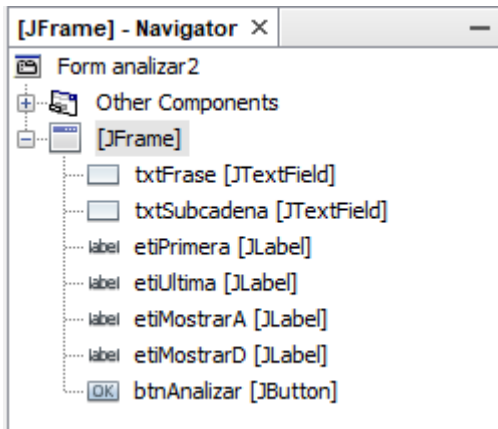 [JFrame] - Navigator ×
Form analizar2
Other Components
[JFrame]
txtFrase [JTextField]
txtSubcadena [JTextField]
label etiPrimera [JLabel]
label etiUltima [JLabel]
label etiMostrarA [JLabel]
label etiMostrarD [JLabel]
OK btnAnalizar [JButton]